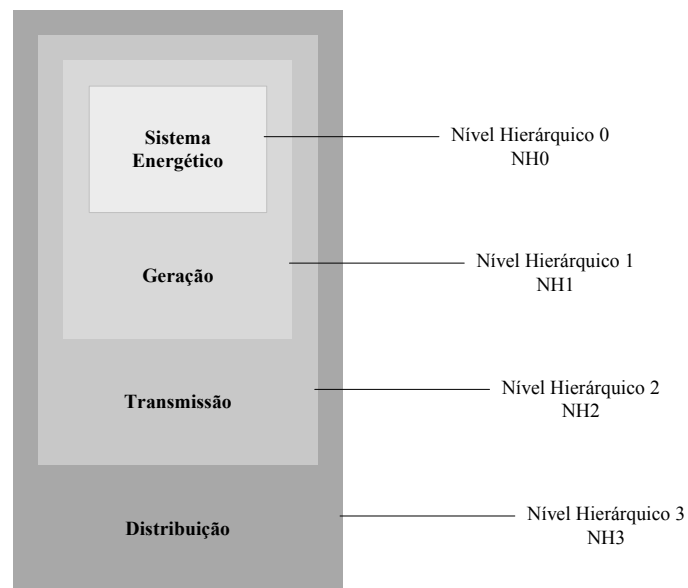 Sistema
Energético
Nível Hierárquico 0
NH0
Geração
Nível Hierárquico 1
NH1
Transmissão
Nível Hierárquico 2
NH2
Distribuição
Nível Hierárquico 3
NH3